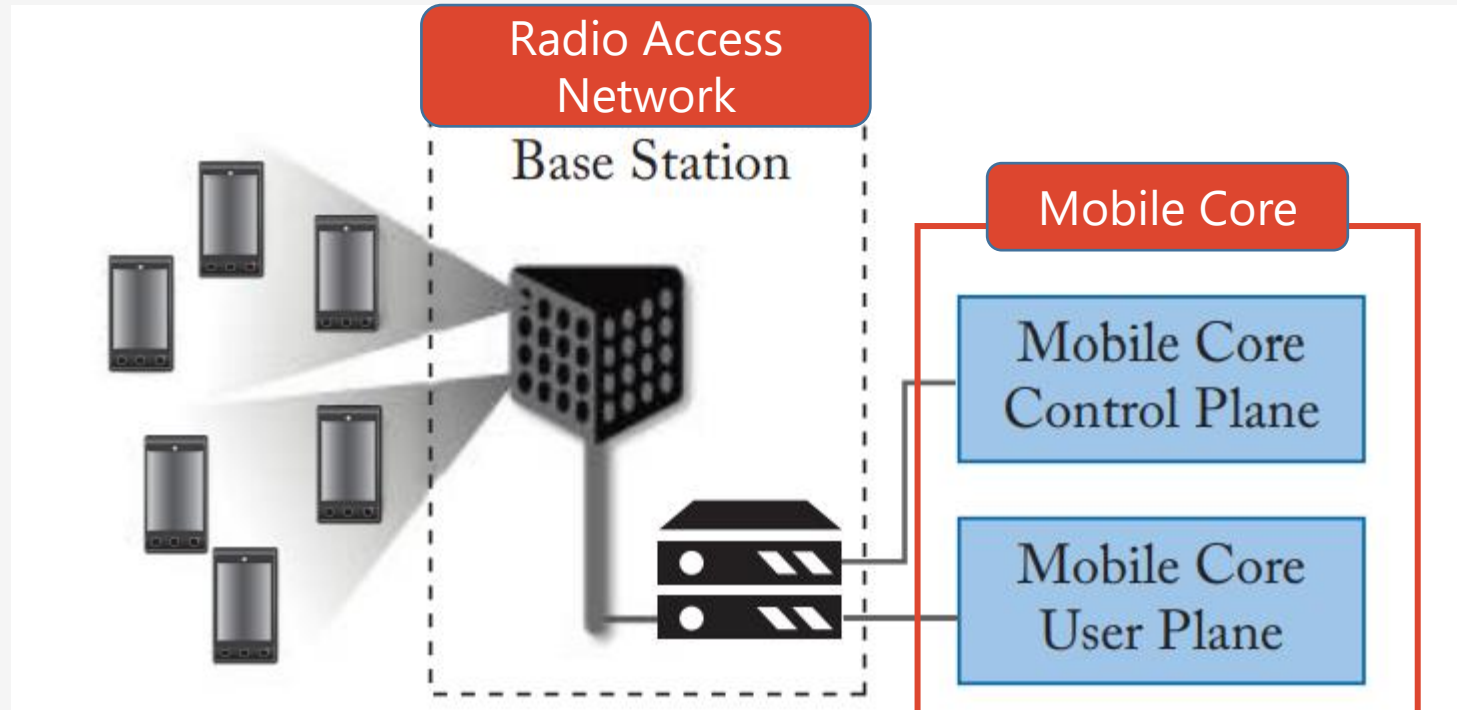 Radio Access
Network
Base Station
Mobile Core
Mobile Core
Control Plane
Mobile Core
User Plane